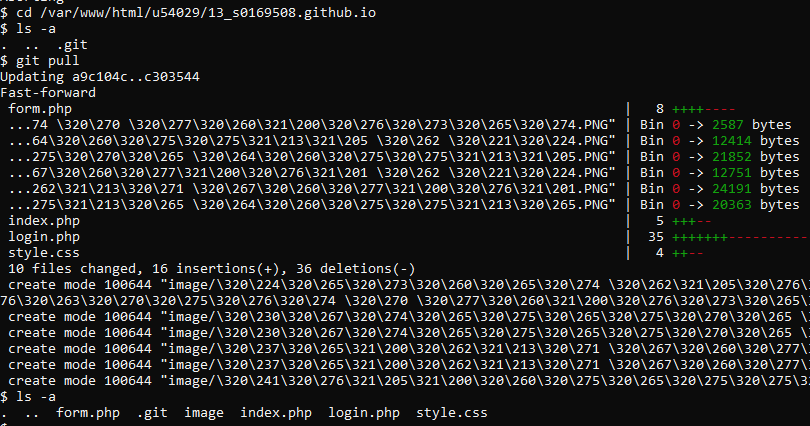 $ cd /var/www/html/u54029/13_s0169508.github.io
$ ls -a
.  ..  .git
$ git pull
Updating a9c104c..c303544
Fast-forward
 form.php | 8 ++++----
 ...74 \320\270 \320\277\320\260\321\200\320\276\320\273\320\265\320\274.PNG" | Bin 0 -> 2587 bytes
 ...64\320\260\320\275\320\275\321\213\321\205 \320\262 \320\221\320\224.PNG" | Bin 0 -> 12414 bytes
 ...275\320\270\320\265 \320\264\320\260\320\275\320\275\321\213\321\205.PNG" | Bin 0 -> 21852 bytes
 ...67\320\260\320\277\321\200\320\276\321\201 \320\262 \320\221\320\224.PNG" | Bin 0 -> 12751 bytes
 ...262\321\213\320\271 \320\267\320\260\320\277\321\200\320\276\321\201.PNG" | Bin 0 -> 24191 bytes
 ...275\321\213\320\265 \320\264\320\260\320\275\320\275\321\213\320\265.PNG" | Bin 0 -> 20363 bytes
 index.php | 5 +++--
 login.php | 35 +++++++-----------
 style.css | 4 ++--
 10 files changed, 16 insertions(+), 36 deletions(-)
 create mode 100644 "image/\320\224\320\265\320\273\320\260\320\265\320\274 \320\262\321\205\320\276\
76\320\263\320\270\320\275\320\276\320\274 \320\270 \320\277\320\260\321\200\320\276\320\273\320\265\
 create mode 100644 "image/\320\230\320\267\320\274\320\265\320\275\320\265\320\275\320\270\320\265 \
 create mode 100644 "image/\320\230\320\267\320\274\320\265\320\275\320\265\320\275\320\270\320\265 \
 create mode 100644 "image/\320\237\320\265\321\200\320\262\321\213\320\271 \320\267\320\260\320\277\
 create mode 100644 "image/\320\237\320\265\321\200\320\262\321\213\320\271 \320\267\320\260\320\277\
 create mode 100644 "image/\320\241\320\276\321\205\321\200\320\260\320\275\320\265\320\275\320\275\3
$ ls -a
.  ..  form.php  .git  image  index.php  login.php  style.css